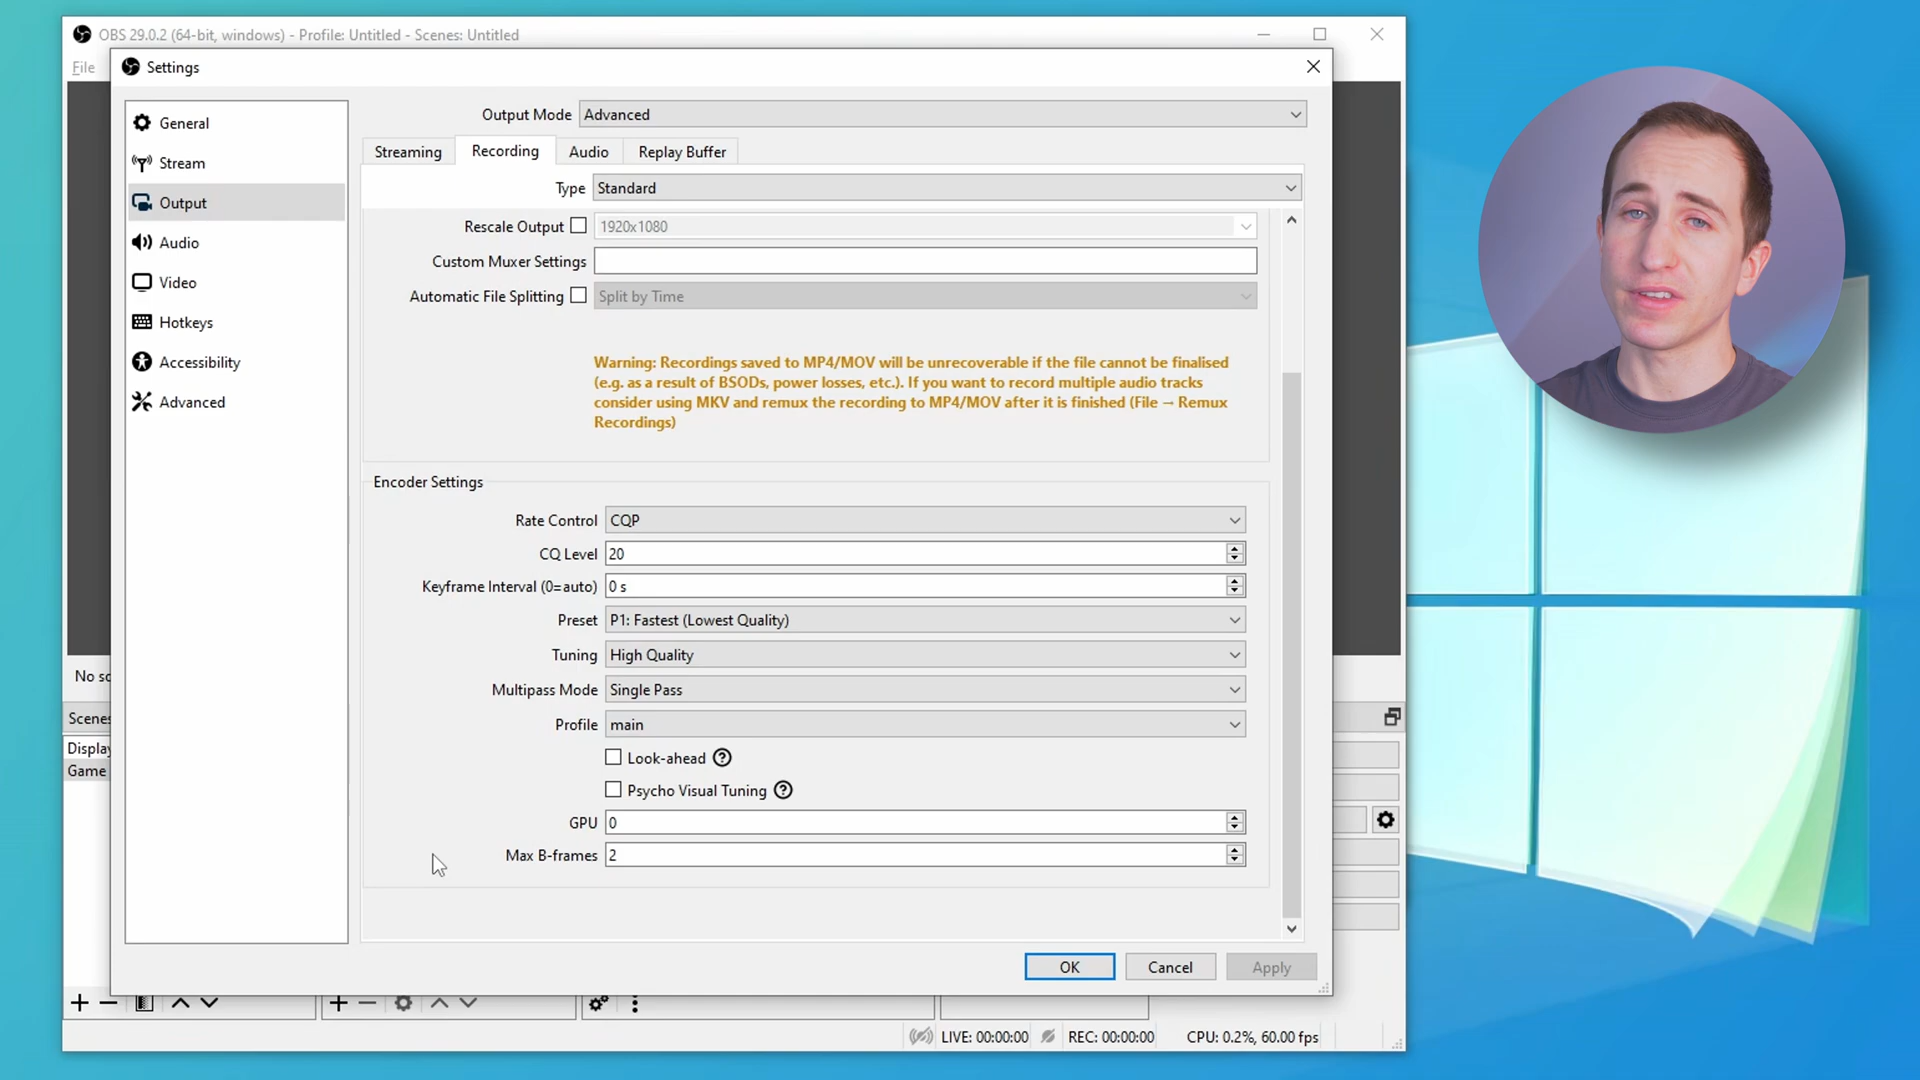 OBS 29.0.2 (64-bit, windows) - Profile: Untitled - Scenes: Untitled
File
Settings
General
Stream
Output
Audio
Video
Hotkeys
Accessibility
Advanced
Output Mode Advanced
Streaming Recording Audio Replay Buffer
Type Standard
Rescale Output 1920x1080
Custom Muxer Settings
Automatic File Splitting Split by Time
Warning: Recordings saved to MP4/MOV will be unrecoverable if the file cannot be finalised
(e.g. as a result of BSODs, power losses, etc.). If you want to record multiple audio tracks
consider using MKV and remux the recording to MP4/MOV after it is finished (File → Remux
Recordings)
Encoder Settings
Rate Control CQP
CQ Level 20
Keyframe Interval (0=auto) 0 s
Preset P1: Fastest (Lowest Quality)
Tuning High Quality
Multipass Mode Single Pass
Profile main
Look-ahead
Psycho Visual Tuning
GPU 0
Max B-frames 2
OK Cancel Apply
No so
Scenes
Display
Game
LIVE: 00:00:00 REC: 00:00:00 CPU: 0.2%, 60.00 fps